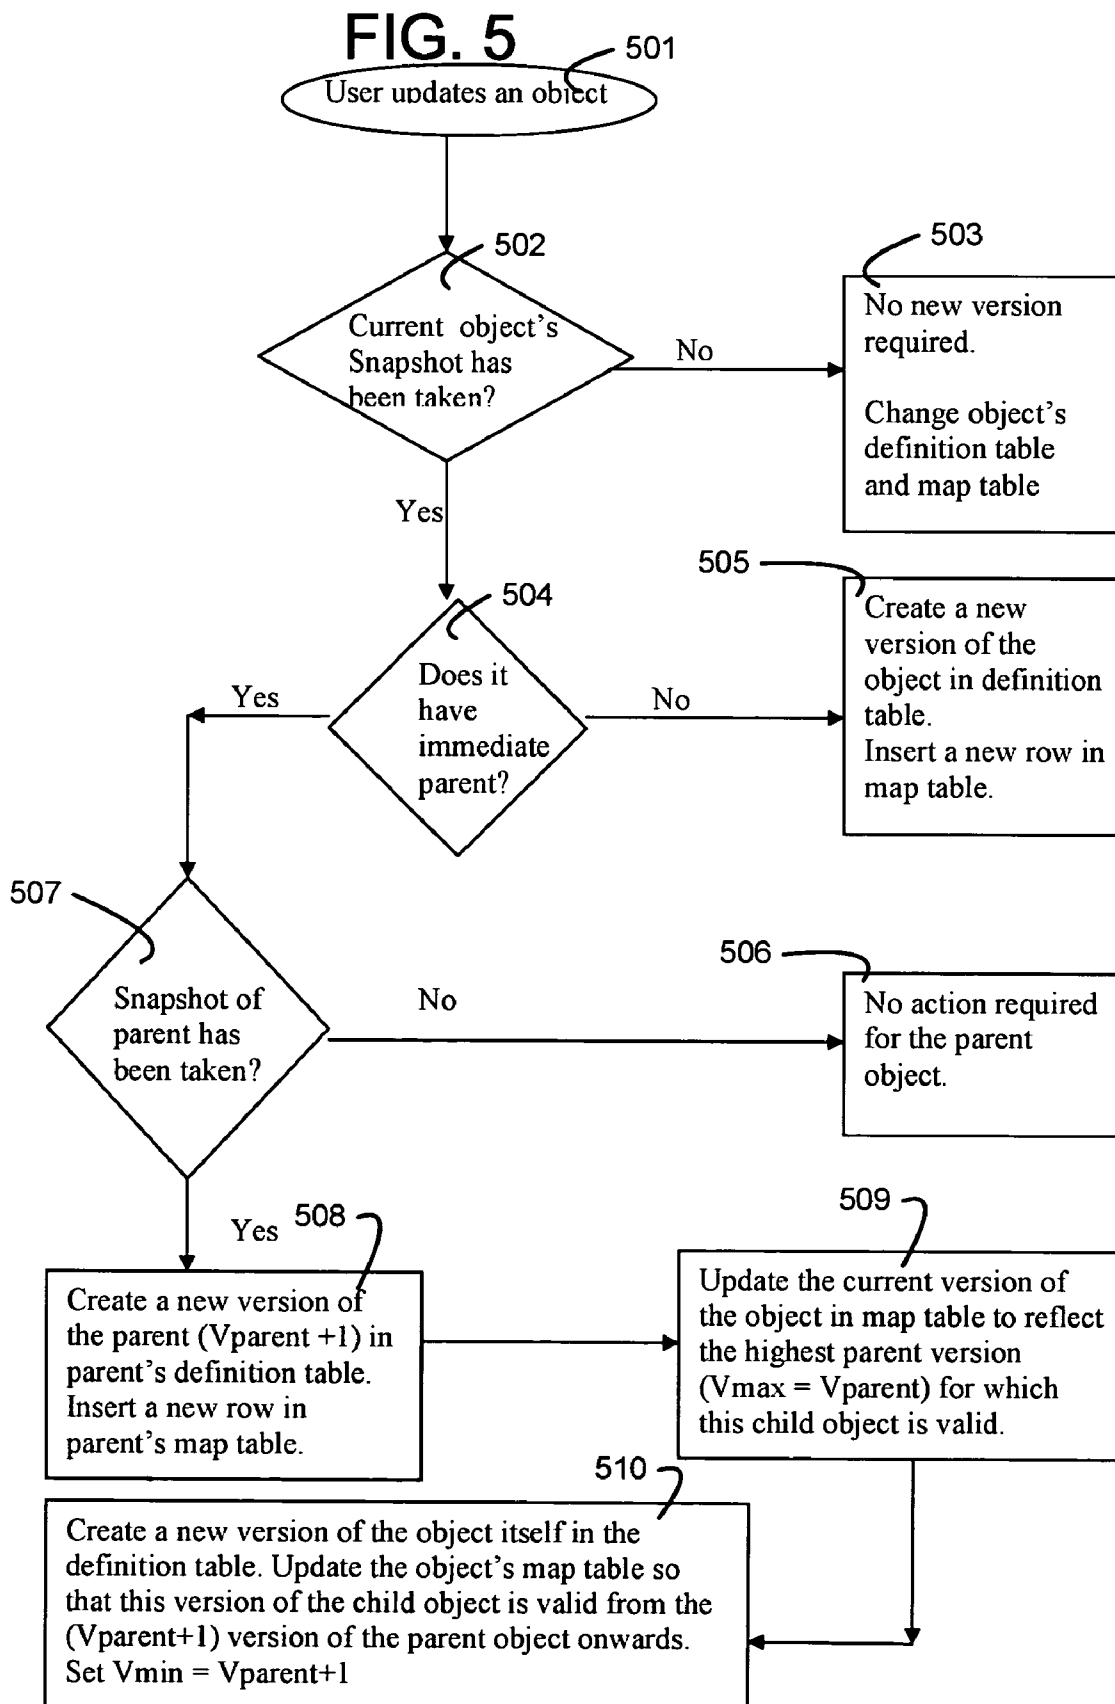 FIG. 5
501
User updates an object
502
Current object's
Snapshot has
been taken?
No
503
No new version
required.
Change object's
definition table
and map table
Yes
504
Does it
have
immediate
parent?
Yes
No
505
Create a new
version of the
object in definition
table.
Insert a new row in
map table.
507
Snapshot of
parent has
been taken?
No
506
No action required
for the parent
object.
Yes
508
Create a new version of
the parent (Vparent +1) in
parent's definition table.
Insert a new row in
parent's map table.
509
Update the current version of
the object in map table to reflect
the highest parent version
(Vmax = Vparent) for which
this child object is valid.
510
Create a new version of the object itself in the
definition table. Update the object's map table so
that this version of the child object is valid from the
(Vparent+1) version of the parent object onwards.
Set Vmin = Vparent+1